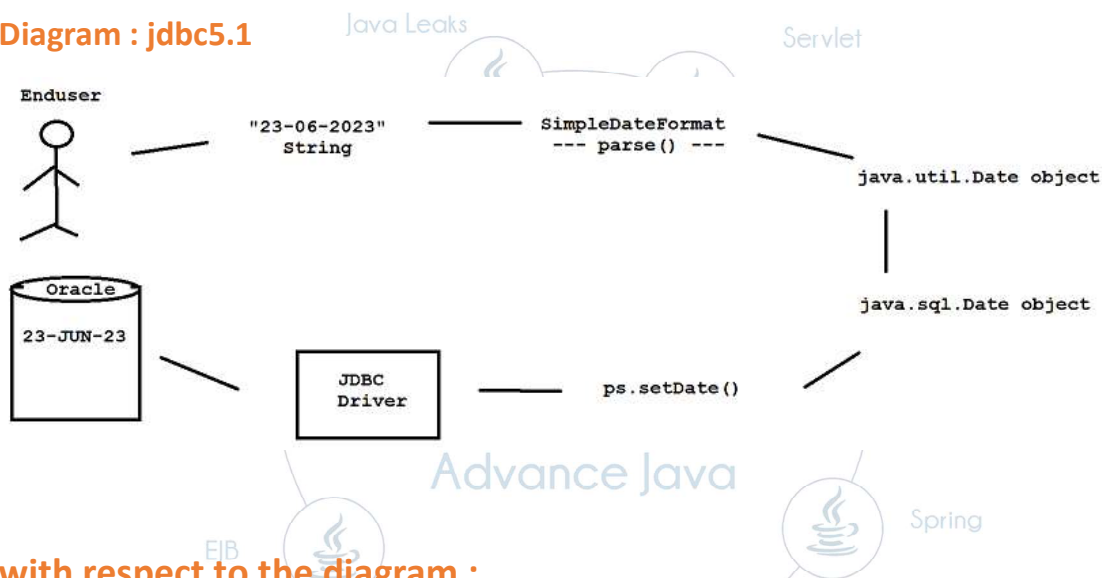 Java Leaks
Diagram : jdbc5.1
Servlet
Enduser
"23-06-2023"
String
SimpleDateFormat
--- parse() ---
java.util.Date object
java.sql.Date object
Oracle
23-JUN-23
JDBC
Driver
ps.setDate()
Advance Java
Spring
EJB
with respect to the diagram :